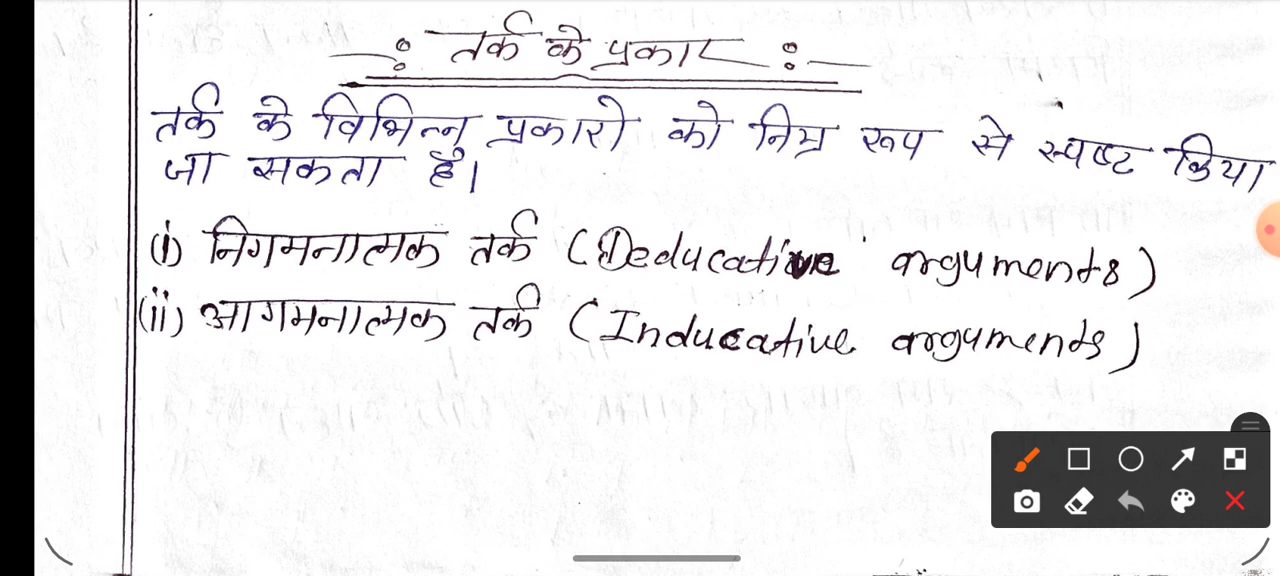 : तर्क के प्रकार :
तर्क के विभिन्न प्रकारो को निम्न रूप से स्पष्ट किया
जा सकता है।
(i) निगमनात्मक तर्क (Deducative arguments)
(ii) आगमनात्मक तर्क (Inducative arguments)